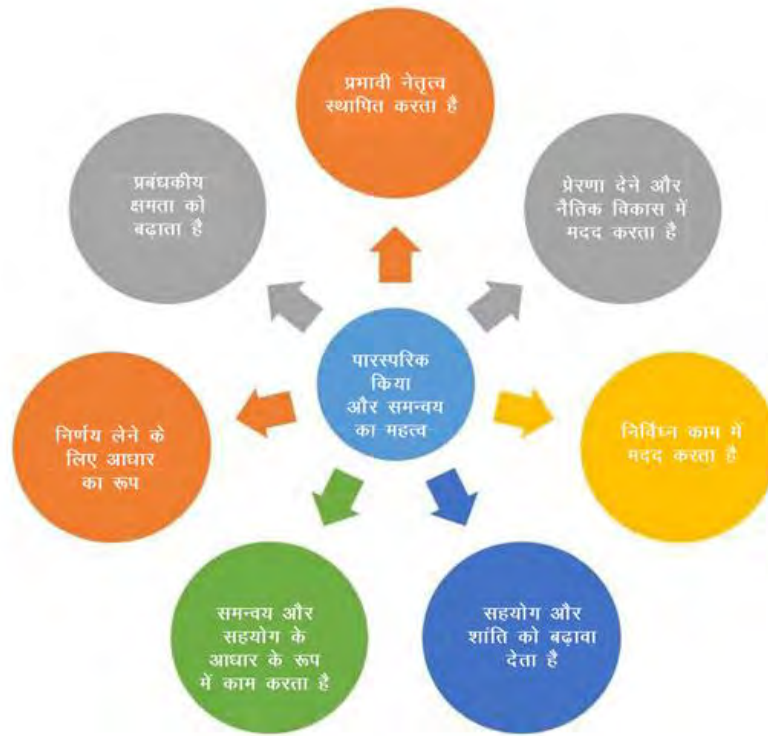 प्रभावी नेतृत्व
स्थापित करता है
प्रेरणा देने और
नैतिक विकास में
मदद करता है
निर्विघ्न काम में
मदद करता है
सहयोग और
शांति को बढ़ावा
देता है
समन्वय और
सहयोग के
आधार के रूप
में काम करता है
निर्णय लेने के
लिए आधार
का रूप
प्रबंधकीय
क्षमता को
बढ़ाता है
पारस्परिक
किया
और समन्वय
का महत्व